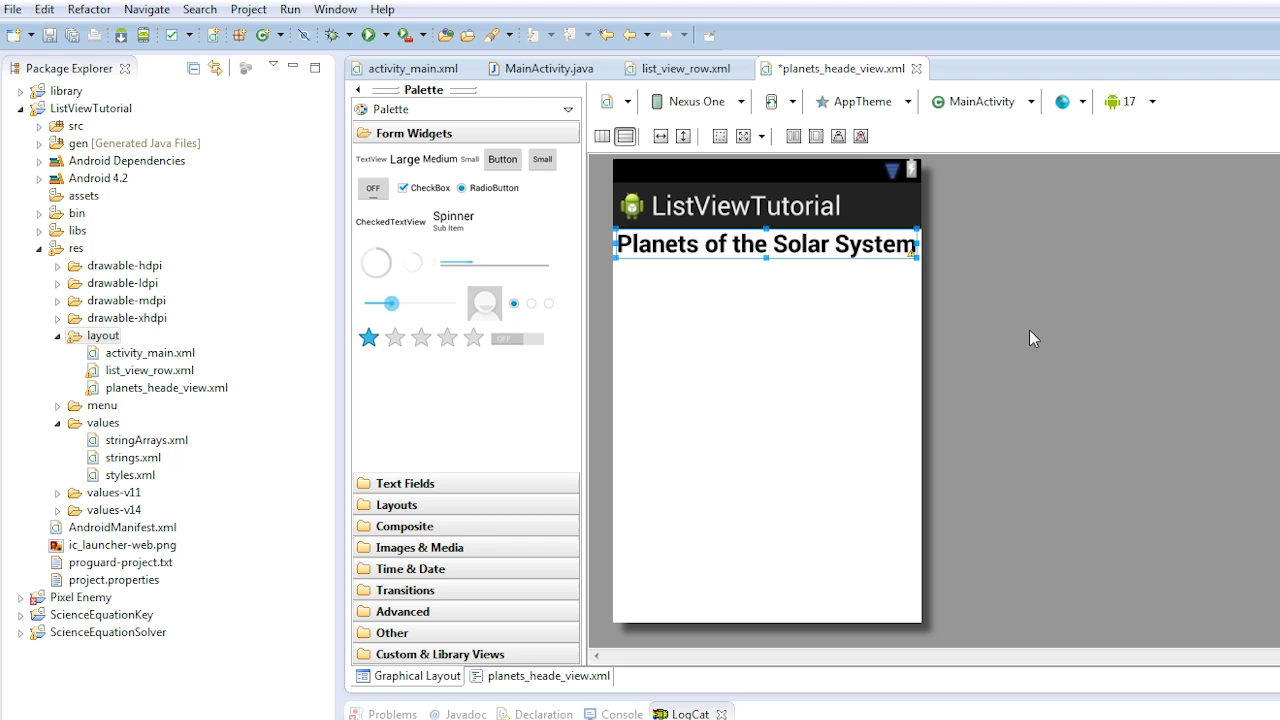 File Edit Refactor Navigate Search Project Run Window Help
Package Explorer
library
ListViewTutorial
src
gen [Generated Java Files]
Android Dependencies
Android 4.2
assets
bin
libs
res
drawable-hdpi
drawable-ldpi
drawable-mdpi
drawable-xhdpi
layout
activity_main.xml
list_view_row.xml
planets_heade_view.xml
menu
values
stringArrays.xml
strings.xml
styles.xml
values-v11
values-v14
AndroidManifest.xml
ic_launcher-web.png
proguard-project.txt
project.properties
Pixel Enemy
ScienceEquationKey
ScienceEquationSolver
activity_main.xml MainActivity.java list_view_row.xml *planets_heade_view.xml
Palette
Palette
Form Widgets
TextView Large Medium Small Button Small
OFF CheckBox RadioButton
CheckedTextView Spinner
Sub Item
OFF
Text Fields
Layouts
Composite
Images & Media
Time & Date
Transitions
Advanced
Other
Custom & Library Views
Nexus One AppTheme MainActivity 17
ListViewTutorial
Planets of the Solar System
Graphical Layout planets_heade_view.xml
Problems Javadoc Declaration Console LogCat